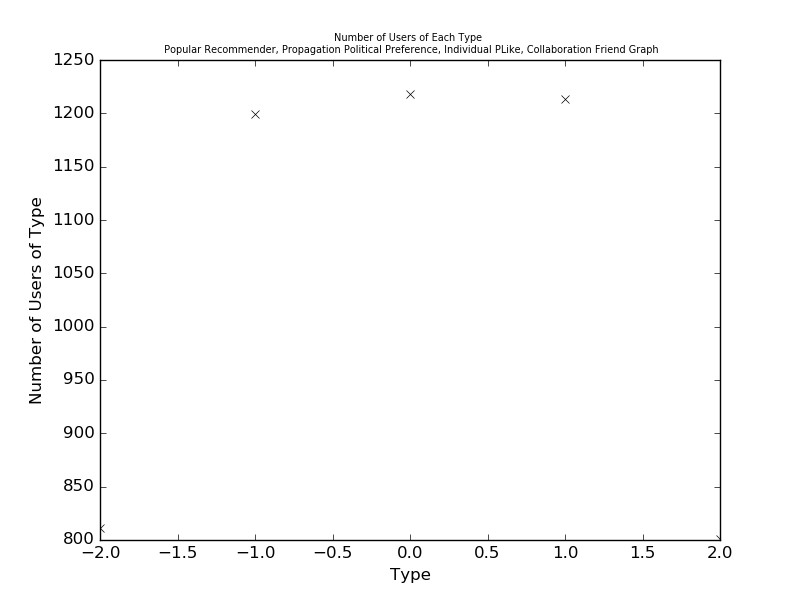 Number of Users of Each Type
Popular Recommender, Propagation Political Preference, Individual PLike, Collaboration Friend Graph
1250
1200
1150
1100
1050
1000
950
900
850
800
Number of Users of Type
−2.0 −1.5 −1.0 −0.5 0.0 0.5 1.0 1.5 2.0
Type